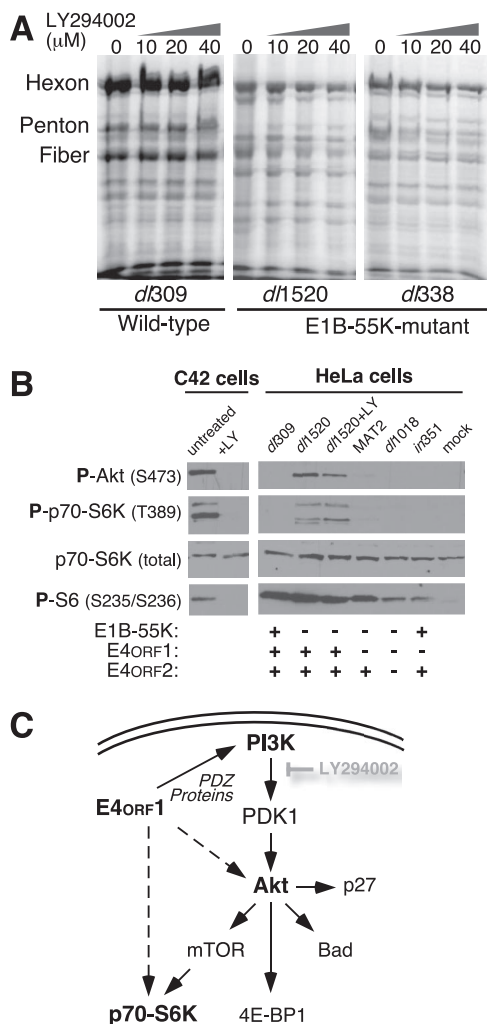 A
LY294002
(μM)
0 10 20 40 0 10 20 40 0 10 20 40
Hexon
Penton
Fiber
dl309 dl1520 dl338
Wild-type E1B-55K-mutant
B
C42 cells HeLa cells
untreated +LY dl309 dl1520 dl1520+LY MAT2 dl1018 in351 mock
P-Akt (S473)
P-p70-S6K (T389)
p70-S6K (total)
P-S6 (S235/S236)
E1B-55K: + - - - - +
E4ORF1: + + + - - -
E4ORF2: + + + + - +
C
PI3K
LY294002
PDZ
Proteins
E4ORF1
PDK1
Akt p27
mTOR Bad
p70-S6K 4E-BP1